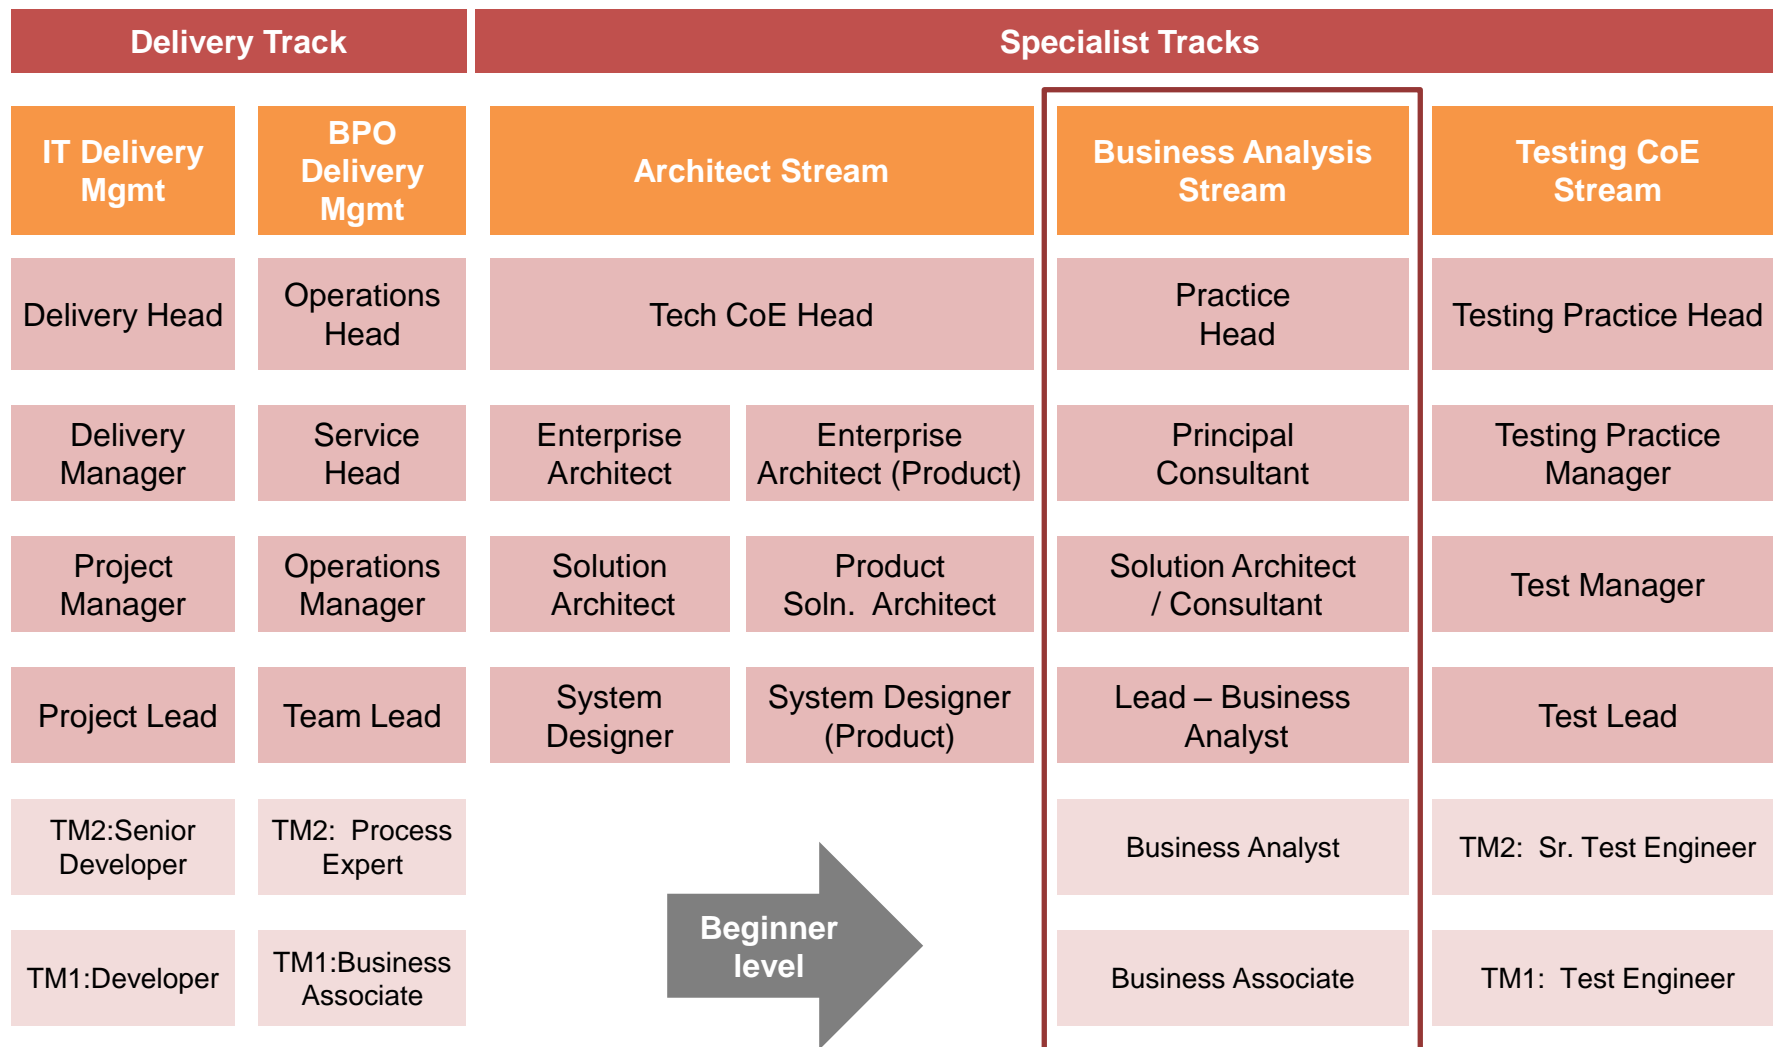 Delivery Track
Specialist Tracks
IT Delivery
Mgmt
BPO
Delivery
Mgmt
Architect Stream
Business Analysis
Stream
Testing CoE
Stream
Delivery Head
Operations
Head
Tech CoE Head
Practice
Head
Testing Practice Head
Delivery
Manager
Service
Head
Enterprise
Architect
Enterprise
Architect (Product)
Principal
Consultant
Testing Practice
Manager
Project
Manager
Operations
Manager
Solution
Architect
Product
Soln. Architect
Solution Architect
/ Consultant
Test Manager
Project Lead
Team Lead
System
Designer
System Designer
(Product)
Lead – Business
Analyst
Test Lead
TM2:Senior
Developer
TM2: Process
Expert
Business Analyst
TM2: Sr. Test Engineer
TM1:Developer
TM1:Business
Associate
Beginner
level
Business Associate
TM1: Test Engineer